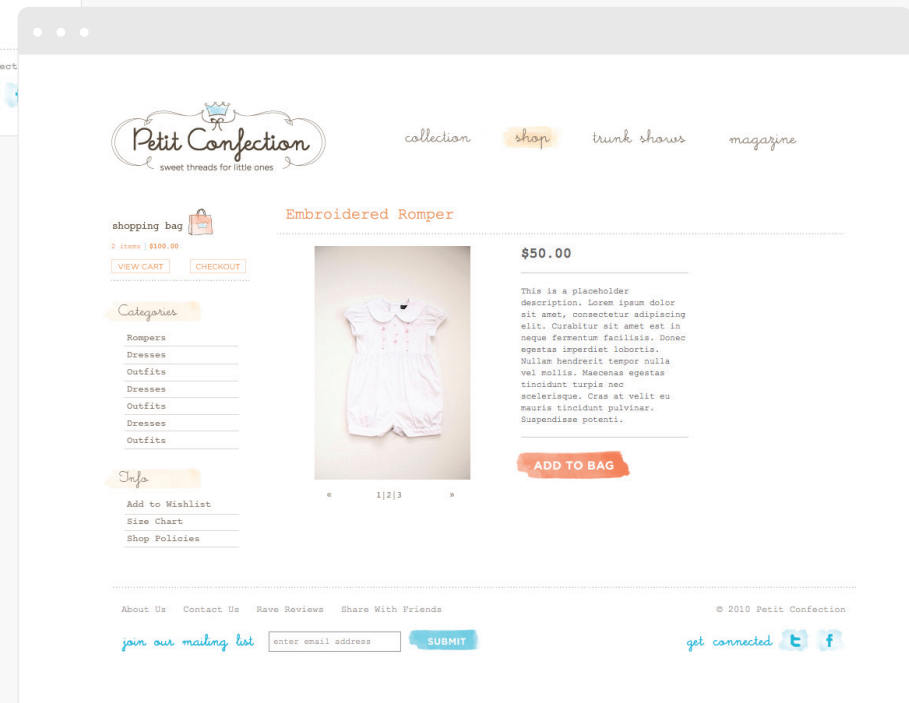 ect
Petit Confection
sweet threads for little ones
collection
shop
trunk shows
magazine
shopping bag
2 items | $100.00
VIEW CART
CHECKOUT
Categories
Rompers
Dresses
Outfits
Dresses
Outfits
Dresses
Outfits
Info
Add to Wishlist
Size Chart
Shop Policies
Embroidered Romper
«
1|2|3
»
$50.00
This is a placeholder
description. Lorem ipsum dolor
sit amet, consectetur adipiscing
elit. Curabitur sit amet est in
neque fermentum facilisis. Donec
egestas imperdiet lobortis.
Nullam hendrerit tempor nulla
vel mollis. Maecenas egestas
tincidunt turpis nec
scelerisque. Cras at velit eu
mauris tincidunt pulvinar.
Suspendisse potenti.
ADD TO BAG
About Us
Contact Us
Rave Reviews
Share With Friends
© 2010 Petit Confection
join our mailing list
enter email address
SUBMIT
get connected